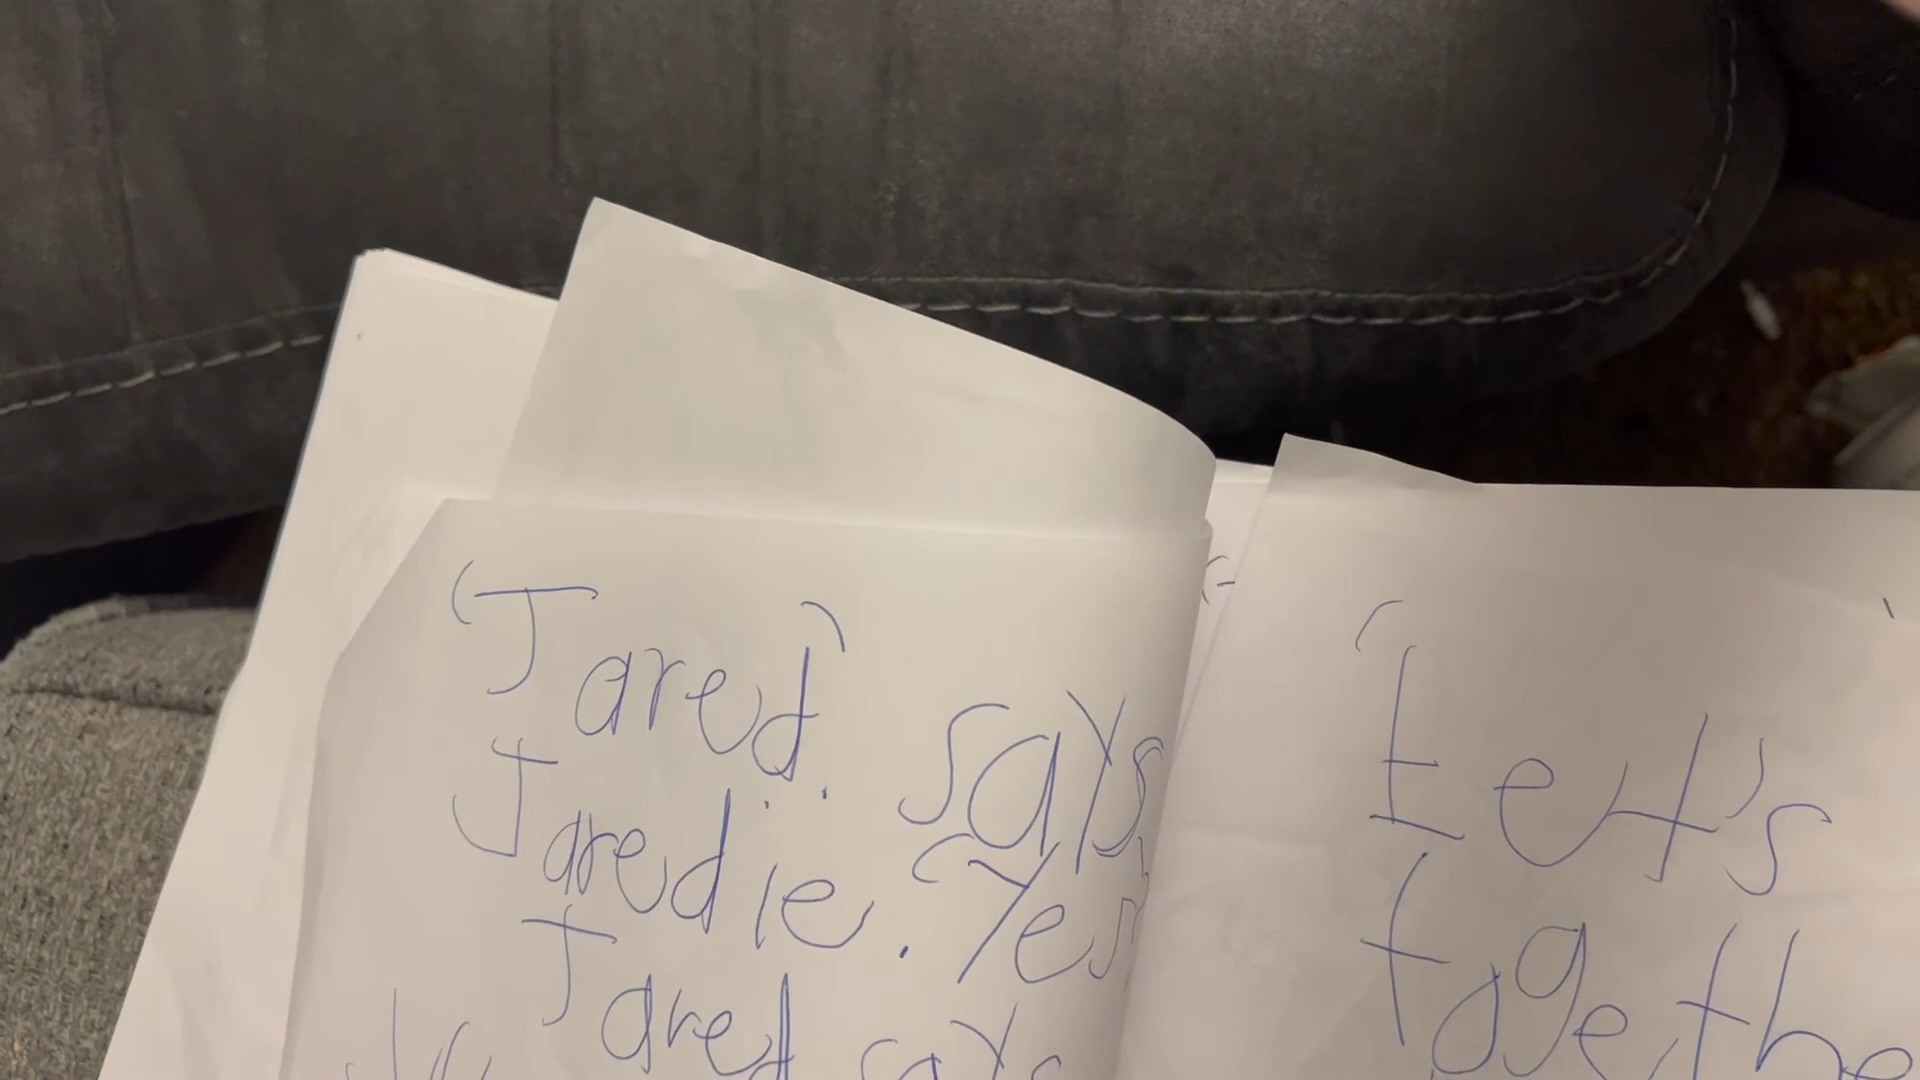 (Jared). says
Jaredie. (Yes
Jared says
(Let's
togethe